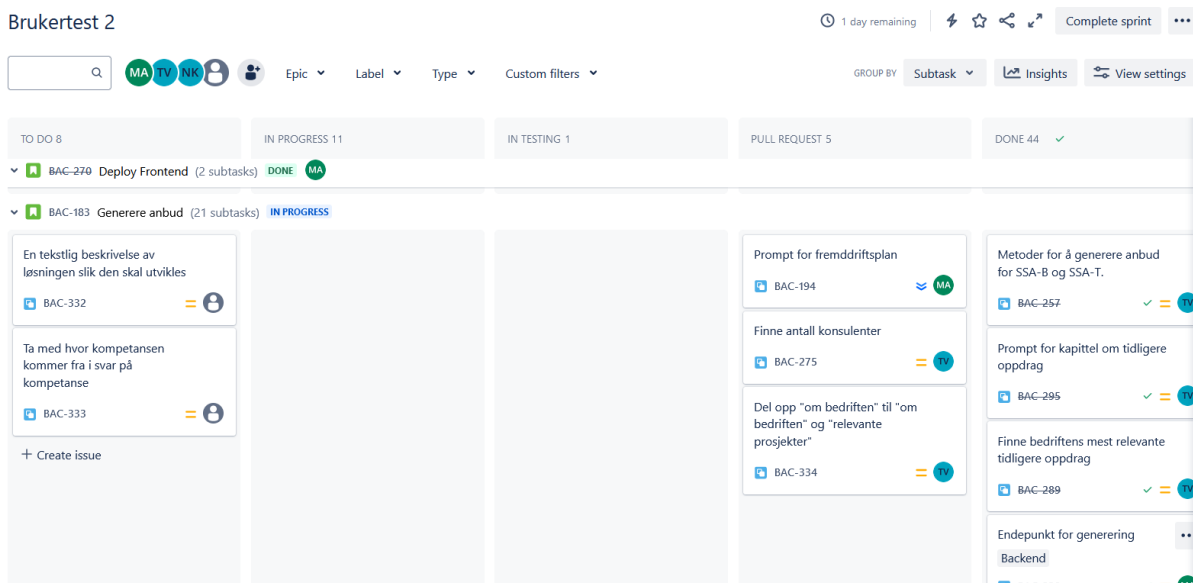 Brukertest 2
1 day remaining
Complete sprint
MA TV NK
Epic
Label
Type
Custom filters
GROUP BY
Subtask
Insights
View settings
TO DO 8
IN PROGRESS 11
IN TESTING 1
PULL REQUEST 5
DONE 44
BAC-270 Deploy Frontend (2 subtasks) DONE MA
BAC-183 Generere anbud (21 subtasks) IN PROGRESS
En tekstlig beskrivelse av
løsningen slik den skal utvikles
BAC-332
Ta med hvor kompetansen
kommer fra i svar på
kompetanse
BAC-333
+ Create issue
Prompt for fremddriftsplan
BAC-194
MA
Finne antall konsulenter
BAC-275
TV
Del opp "om bedriften" til "om
bedriften" og "relevante
prosjekter"
BAC-334
TV
Metoder for å generere anbud
for SSA-B og SSA-T.
BAC-257
TV
Prompt for kapittel om tidligere
oppdrag
BAC-295
TV
Finne bedriftens mest relevante
tidligere oppdrag
BAC-289
TV
Endepunkt for generering
Backend